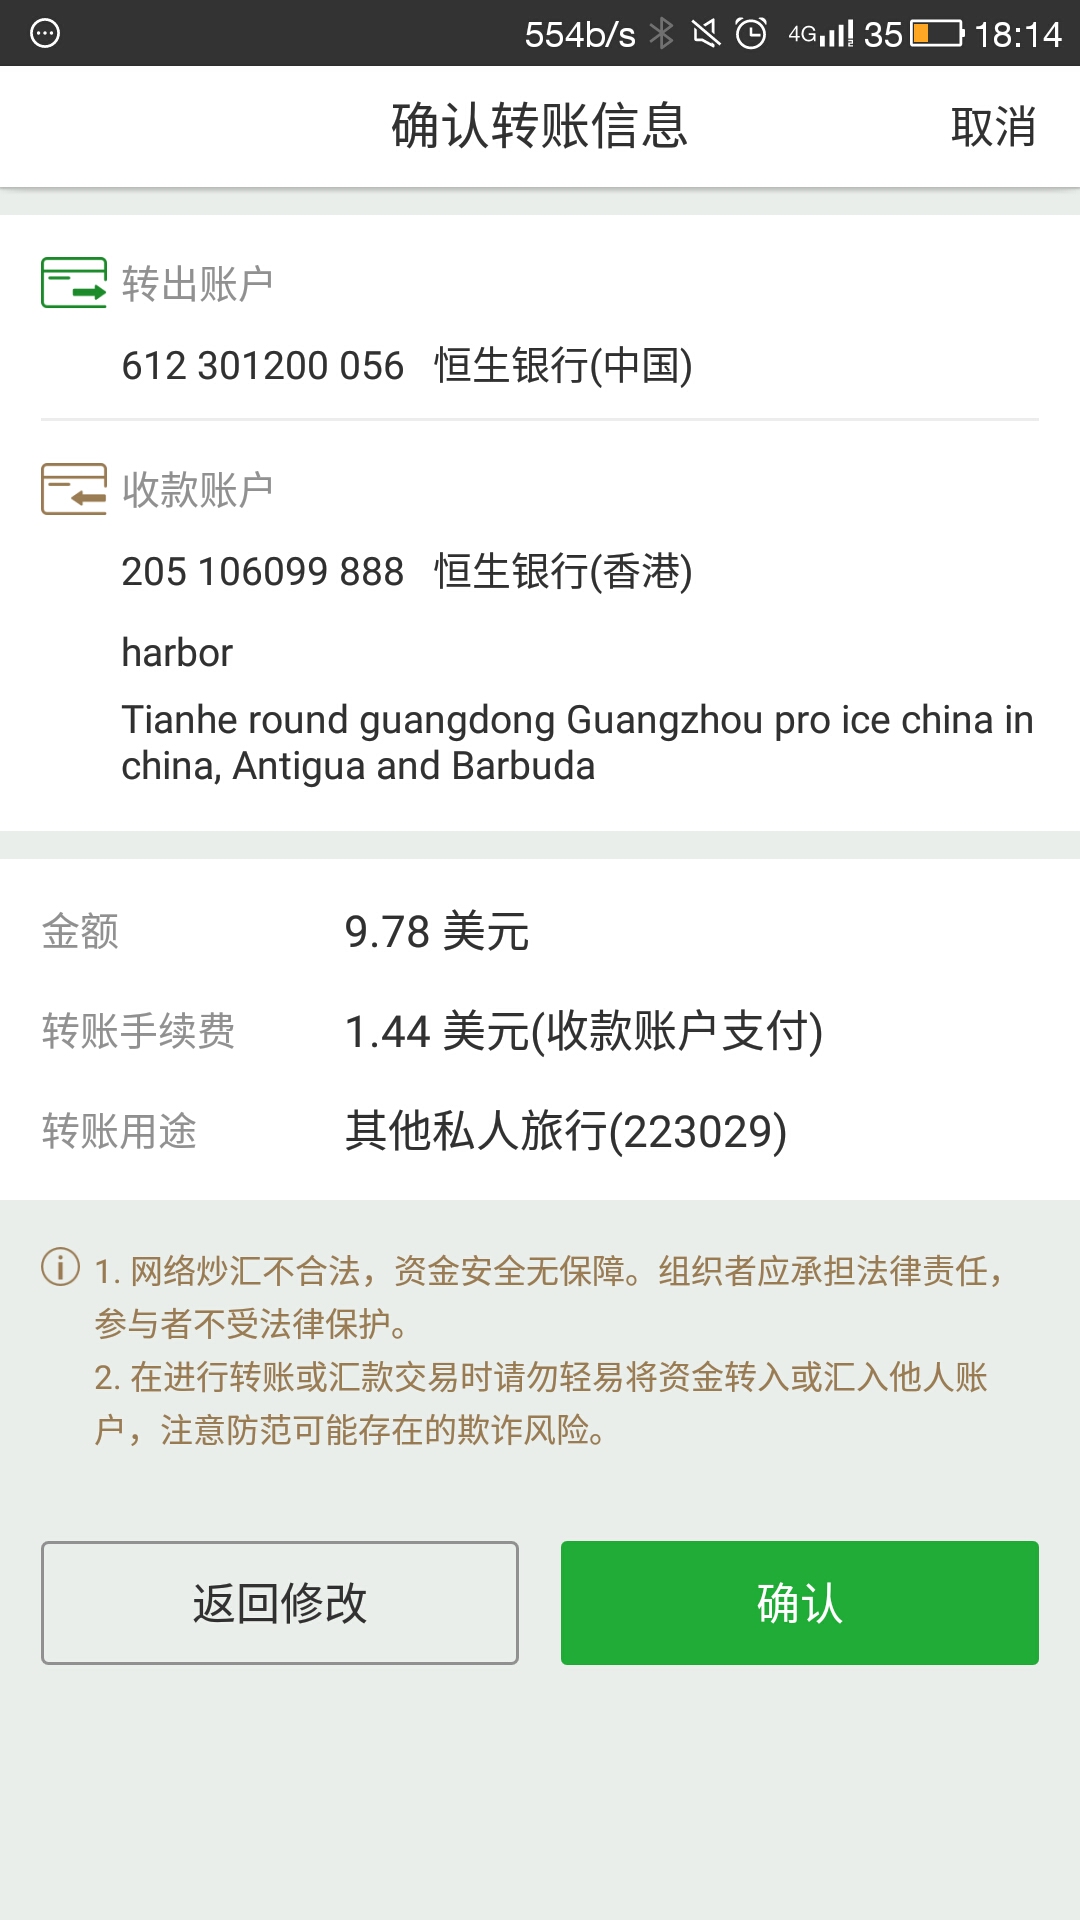 554b/s 4G 35 18:14
确认转账信息 取消
转出账户
612 301200 056 恒生银行(中国)
收款账户
205 106099 888 恒生银行(香港)
harbor
Tianhe round guangdong Guangzhou pro ice china in
china, Antigua and Barbuda
金额 9.78 美元
转账手续费 1.44 美元(收款账户支付)
转账用途 其他私人旅行(223029)
1. 网络炒汇不合法，资金安全无保障。组织者应承担法律责任，
参与者不受法律保护。
2. 在进行转账或汇款交易时请勿轻易将资金转入或汇入他人账
户，注意防范可能存在的欺诈风险。
返回修改 确认